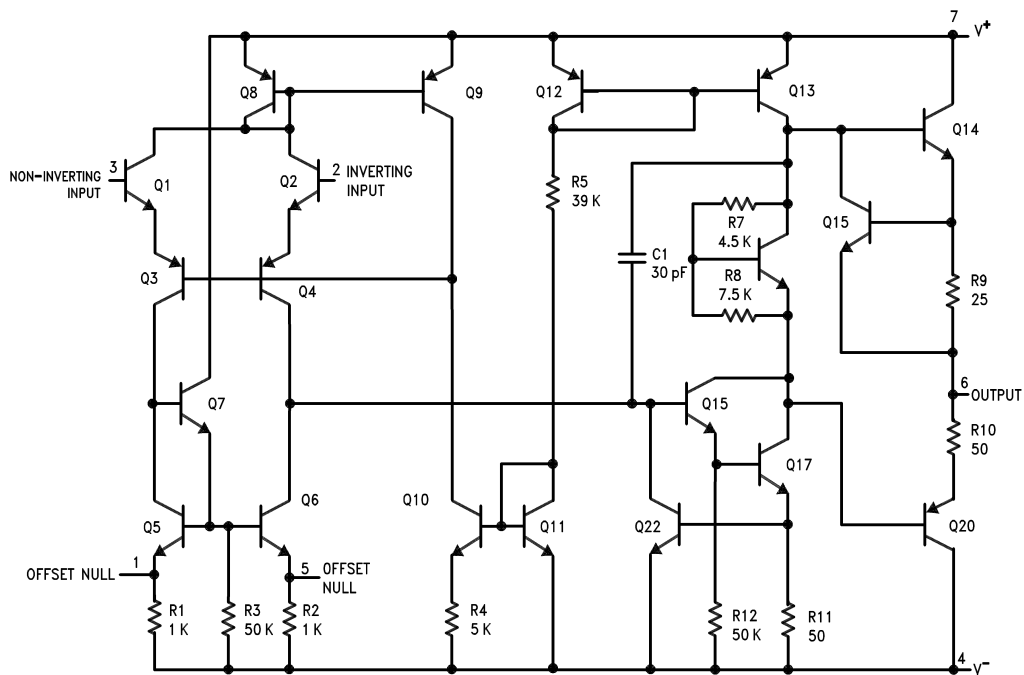 7
V+
Q8
Q9
Q12
Q13
Q14
3
NON-INVERTING
INPUT
Q1
Q2
2 INVERTING
INPUT
R5
39 K
Q15
R7
4.5 K
C1
30 pF
R8
7.5 K
Q3
Q4
R9
25
6
OUTPUT
Q7
Q15
R10
50
Q17
Q5
Q6
Q10
Q11
Q22
Q20
1
OFFSET NULL
5 OFFSET
NULL
R1
1 K
R3
50 K
R2
1 K
R4
5 K
R12
50 K
R11
50
4
V-